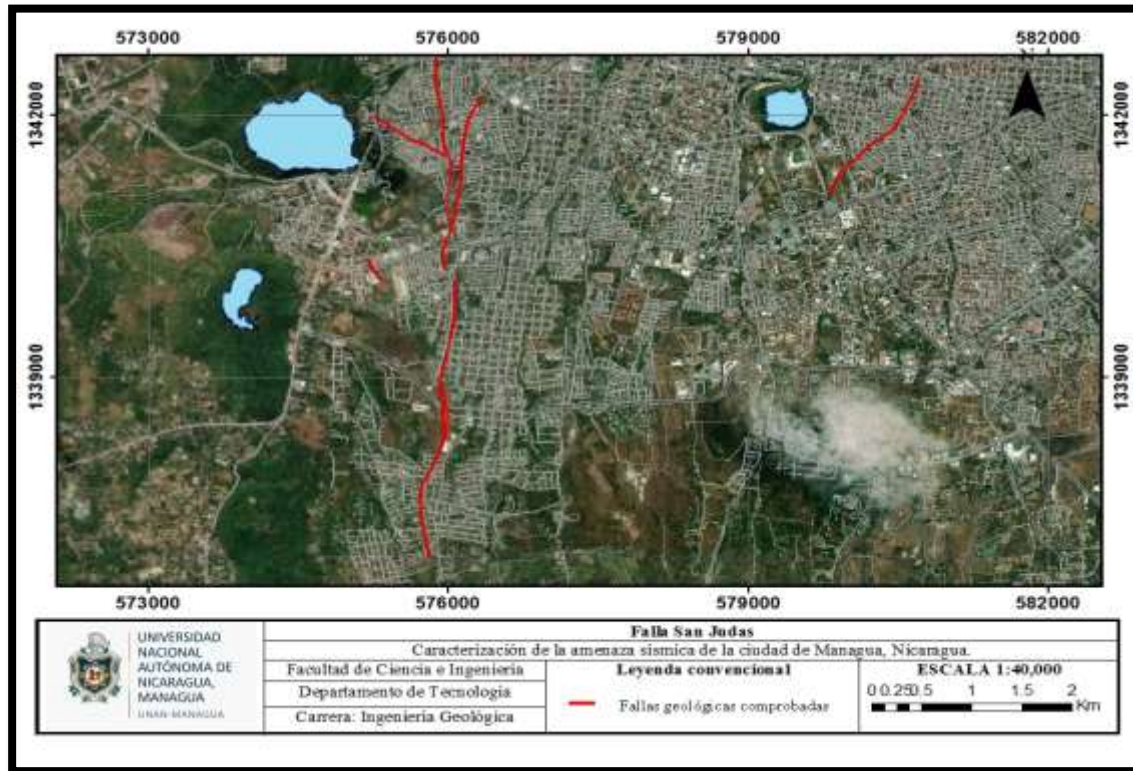 573000 576000 579000 582000
1342000 1342000
1339000 1339000
573000 576000 579000 582000
UNIVERSIDAD
NACIONAL
AUTÓNOMA DE
NICARAGUA,
MANAGUA
UNAN-MANAGUA
Falla San Judas
Caracterización de la amenaza sísmica de la ciudad de Managua, Nicaragua.
Facultad de Ciencia e Ingeniería
Departamento de Tecnología
Carrera: Ingeniería Geológica
Leyenda convencional
Fallas geológicas comprobadas
ESCALA 1:40,000
0 0.25 0.5 1 1.5 2
Km